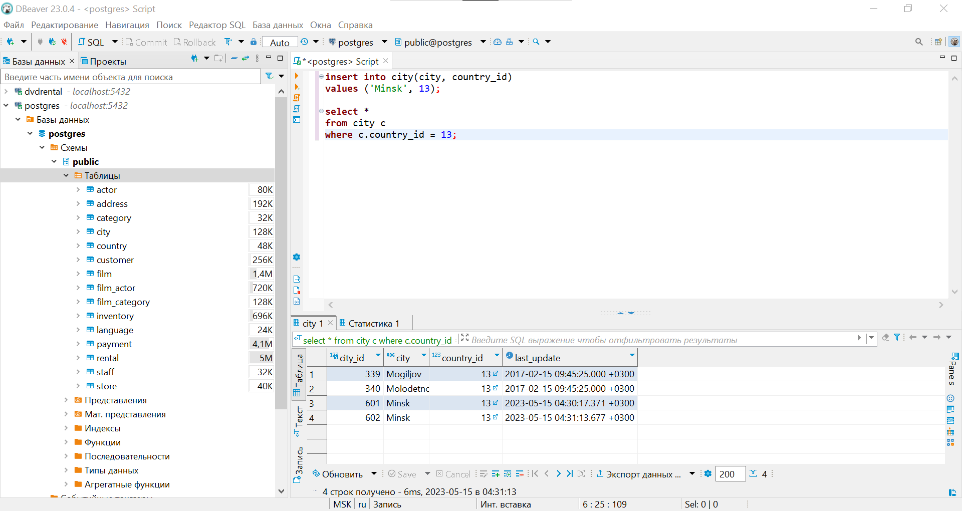 DBeaver 23.0.4 - <postgres> Script
Файл Редактирование Навигация Поиск Редактор SQL База данных Окна Справка
SQL Commit Rollback Auto postgres public@postgres
Базы данных Проекты
Введите часть имени объекта для поиска
dvdrental - localhost:5432
postgres - localhost:5432
Базы данных
postgres
Схемы
public
Таблицы
actor 80K
address 192K
category 32K
city 128K
country 48K
customer 256K
film 1,4M
film_actor 720K
film_category 128K
inventory 696K
language 24K
payment 4,1M
rental 5M
staff 32K
store 40K
Представления
Мат. представления
Индексы
Функции
Последовательности
Типы данных
Агрегатные функции
*<postgres> Script
insert into city(city, country_id)
values ('Minsk', 13);
select *
from city c
where c.country_id = 13;
city 1 Статистика 1
select * from city c where c.country_id Введите SQL выражение чтобы отфильтровать результаты
Таблица
Текст
Запись
city_id city country_id last_update
1 339 Mogiljov 13 2017-02-15 09:45:25.000 +0300
2 340 Molodetno 13 2017-02-15 09:45:25.000 +0300
3 601 Minsk 13 2023-05-15 04:30:17.371 +0300
4 602 Minsk 13 2023-05-15 04:31:13.677 +0300
Panels
Обновить Save Cancel Экспорт данных ... 200 4
4 строк получено - 6ms, 2023-05-15 в 04:31:13
MSK ru Запись Инт. вставка 6 : 25 : 109 Sel: 0 | 0